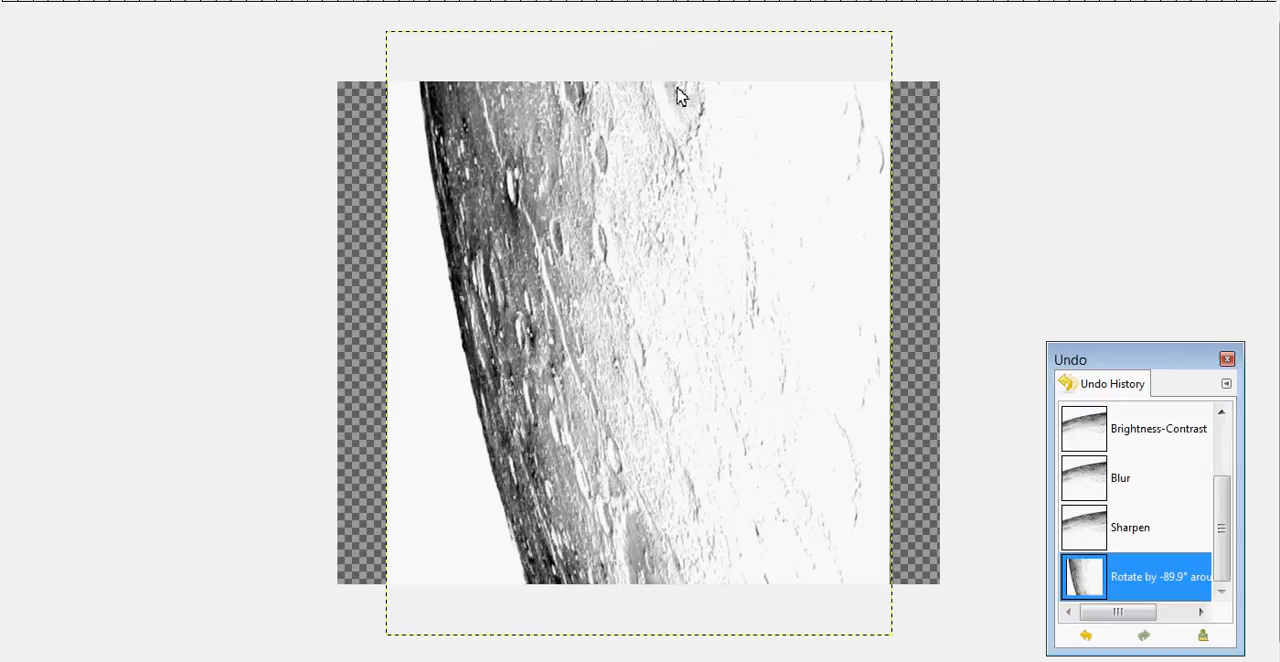 Undo
Undo History
Brightness-Contrast
Blur
Sharpen
Rotate by -89.9° arou